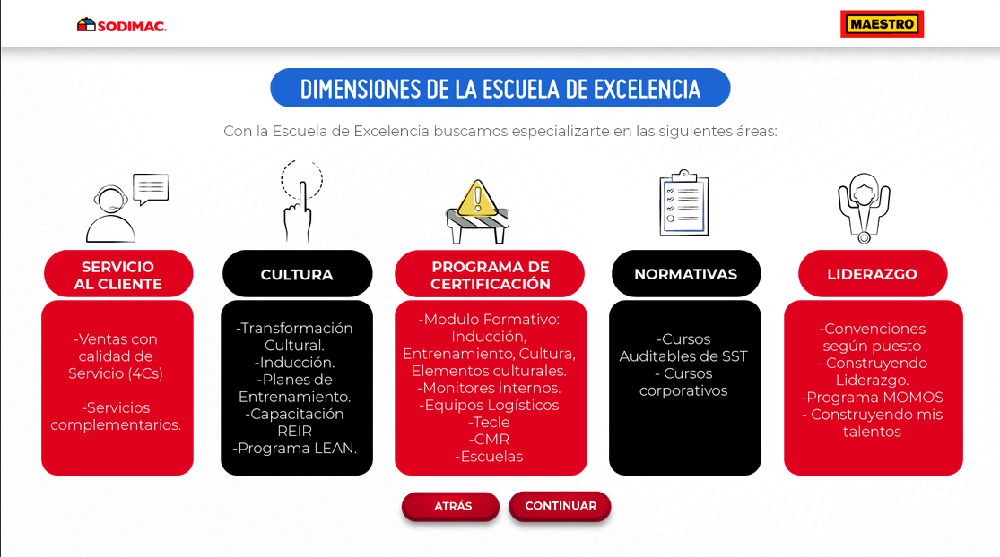 SODIMAC
MAESTRO
DIMENSIONES DE LA ESCUELA DE EXCELENCIA
Con la Escuela de Excelencia buscamos especializarte en las siguientes áreas:
SERVICIO
AL CLIENTE
-Ventas con
calidad de
Servicio (4Cs)
-Servicios
complementarios.
CULTURA
-Transformación
Cultural.
-Inducción.
-Planes de
Entrenamiento.
-Capacitación
REIR
-Programa LEAN.
PROGRAMA DE
CERTIFICACIÓN
-Modulo Formativo:
Inducción,
Entrenamiento, Cultura,
Elementos culturales.
-Monitores internos.
-Equipos Logísticos
-Tecle
-CMR
-Escuelas
NORMATIVAS
-Cursos
Auditables de SST
- Cursos
corporativos
LIDERAZGO
-Convenciones
según puesto
- Construyendo
Liderazgo.
-Programa MOMOS
- Construyendo mis
talentos
ATRÁS
CONTINUAR